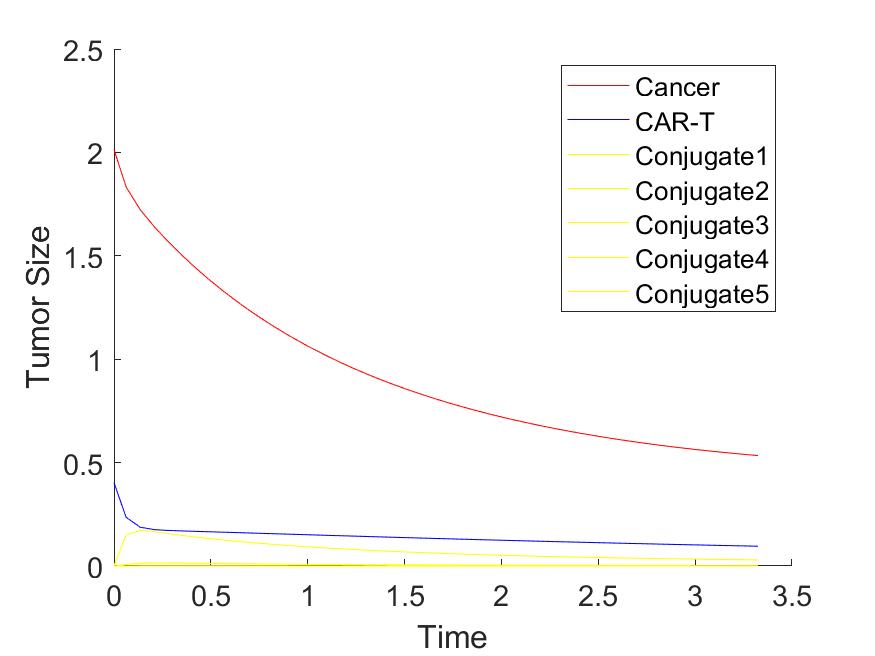 2.5
2
1.5
1
0.5
0
Tumor Size
Cancer
CAR-T
Conjugate1
Conjugate2
Conjugate3
Conjugate4
Conjugate5
0 0.5 1 1.5 2 2.5 3 3.5
Time